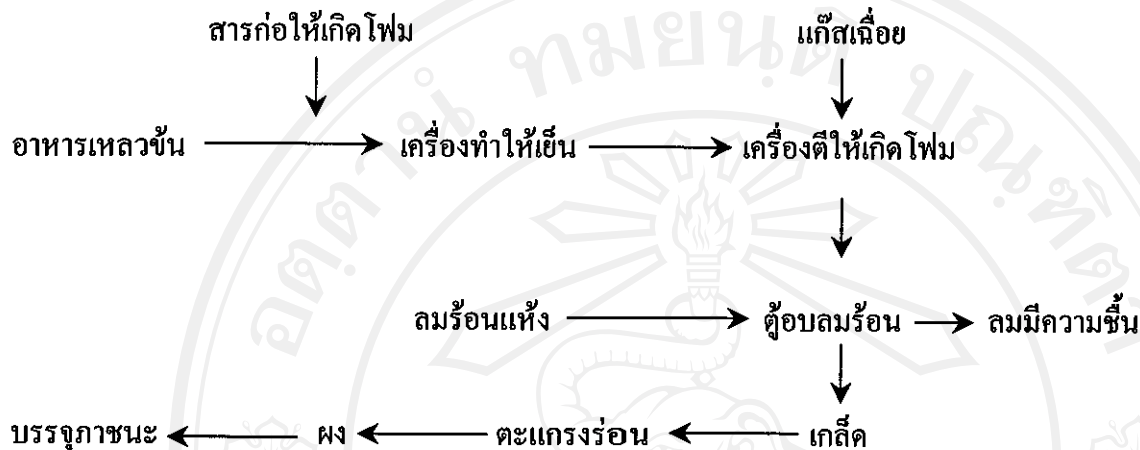 สารก่อให้เกิดโฟม แก๊สเฉื่อย
อาหารเหลวข้น เครื่องทำให้เย็น เครื่องตีให้เกิดโฟม
ลมร้อนแห้ง ตู้อบลมร้อน ลมมีความชื้น
บรรจุภาชนะ ผง ตะแกรงร่อน เกล็ด